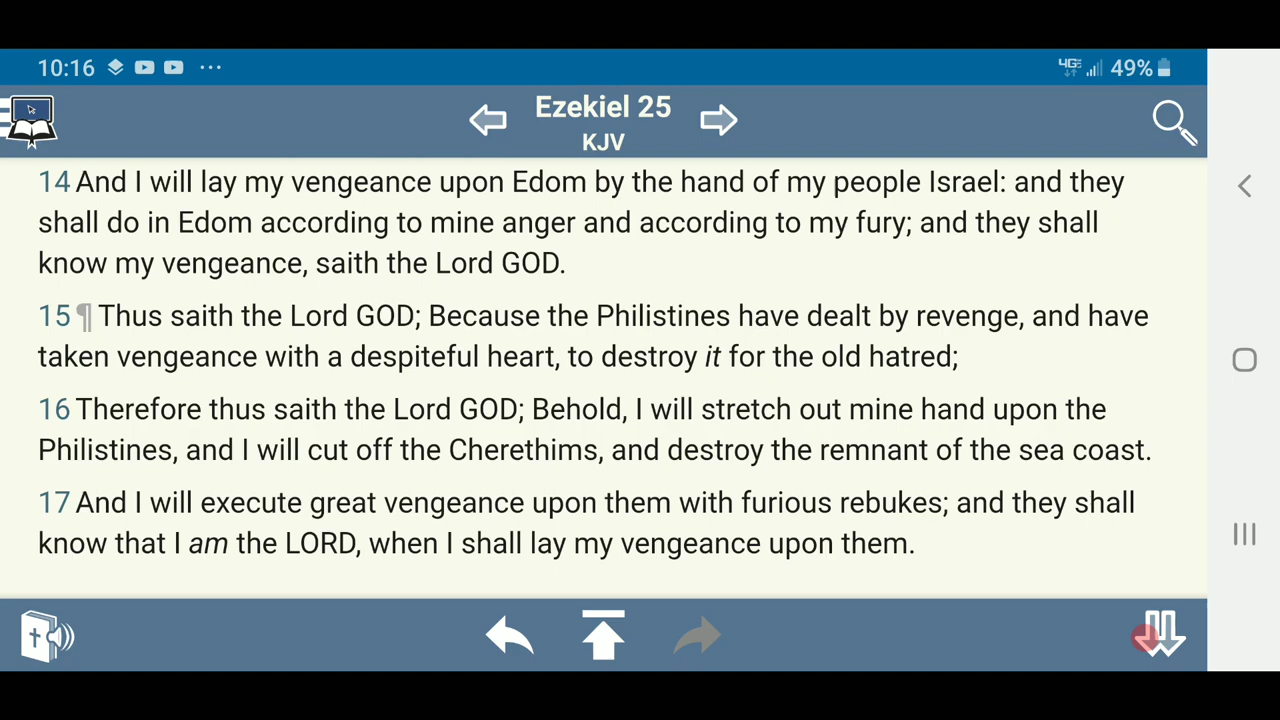 10:16 ... 4GE 49%
Ezekiel 25
KJV
14 And I will lay my vengeance upon Edom by the hand of my people Israel: and they
shall do in Edom according to mine anger and according to my fury; and they shall
know my vengeance, saith the Lord GOD.
15 ¶ Thus saith the Lord GOD; Because the Philistines have dealt by revenge, and have
taken vengeance with a despiteful heart, to destroy it for the old hatred;
16 Therefore thus saith the Lord GOD; Behold, I will stretch out mine hand upon the
Philistines, and I will cut off the Cherethims, and destroy the remnant of the sea coast.
17 And I will execute great vengeance upon them with furious rebukes; and they shall
know that I am the LORD, when I shall lay my vengeance upon them.